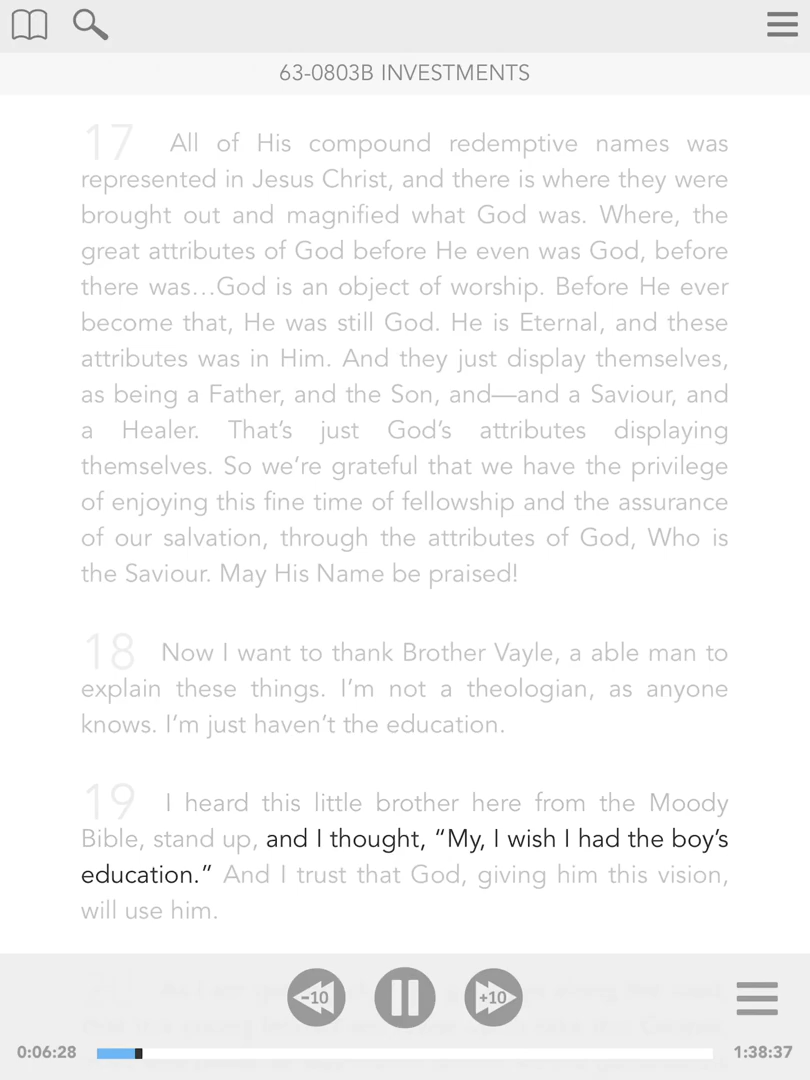 63-0803B INVESTMENTS
17 All of His compound redemptive names was
represented in Jesus Christ, and there is where they were
brought out and magnified what God was. Where, the
great attributes of God before He even was God, before
there was…God is an object of worship. Before He ever
become that, He was still God. He is Eternal, and these
attributes was in Him. And they just display themselves,
as being a Father, and the Son, and—and a Saviour, and
a Healer. That’s just God’s attributes displaying
themselves. So we’re grateful that we have the privilege
of enjoying this fine time of fellowship and the assurance
of our salvation, through the attributes of God, Who is
the Saviour. May His Name be praised!
18 Now I want to thank Brother Vayle, a able man to
explain these things. I’m not a theologian, as anyone
knows. I’m just haven’t the education.
19 I heard this little brother here from the Moody
Bible, stand up, and I thought, “My, I wish I had the boy’s
education.” And I trust that God, giving him this vision,
will use him.
-10 +10
0:06:28 1:38:37